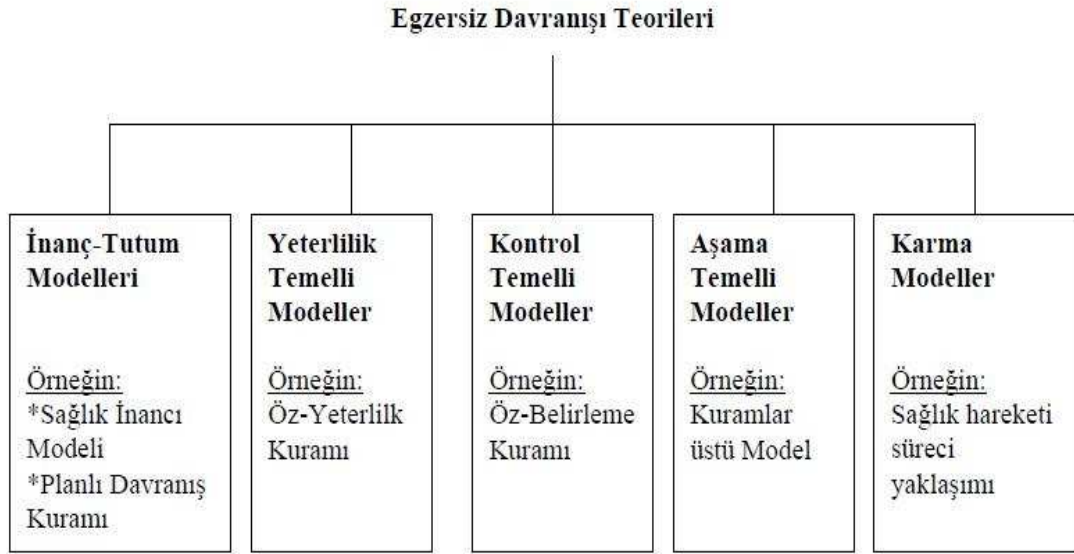 Egzersiz Davranışı Teorileri
İnanç-Tutum
Modelleri
Örneğin:
*Sağlık İnancı
Modeli
*Planlı Davranış
Kuramı
Yeterlilik
Temelli
Modeller
Örneğin:
Öz-Yeterlilk
Kuramı
Kontrol
Temelli
Modeller
Örneğin:
Öz-Belirleme
Kuramı
Aşama
Temelli
Modeller
Örneğin:
Kuramlar
üstü Model
Karma
Modeller
Örneğin:
Sağlık hareketi
süreci
yaklaşımı